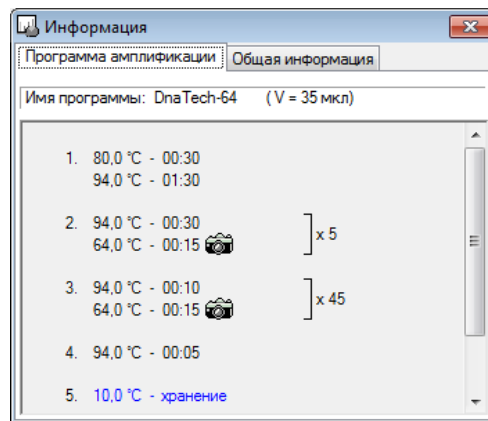 Информация
Программа амплификации Общая информация
Имя программы: DnaTech-64 (V = 35 мкл)
1. 80,0 °C - 00:30
94,0 °C - 01:30
2. 94,0 °C - 00:30
64,0 °C - 00:15 ] x 5
3. 94,0 °C - 00:10
64,0 °C - 00:15 ] x 45
4. 94,0 °C - 00:05
5. 10,0 °C - хранение